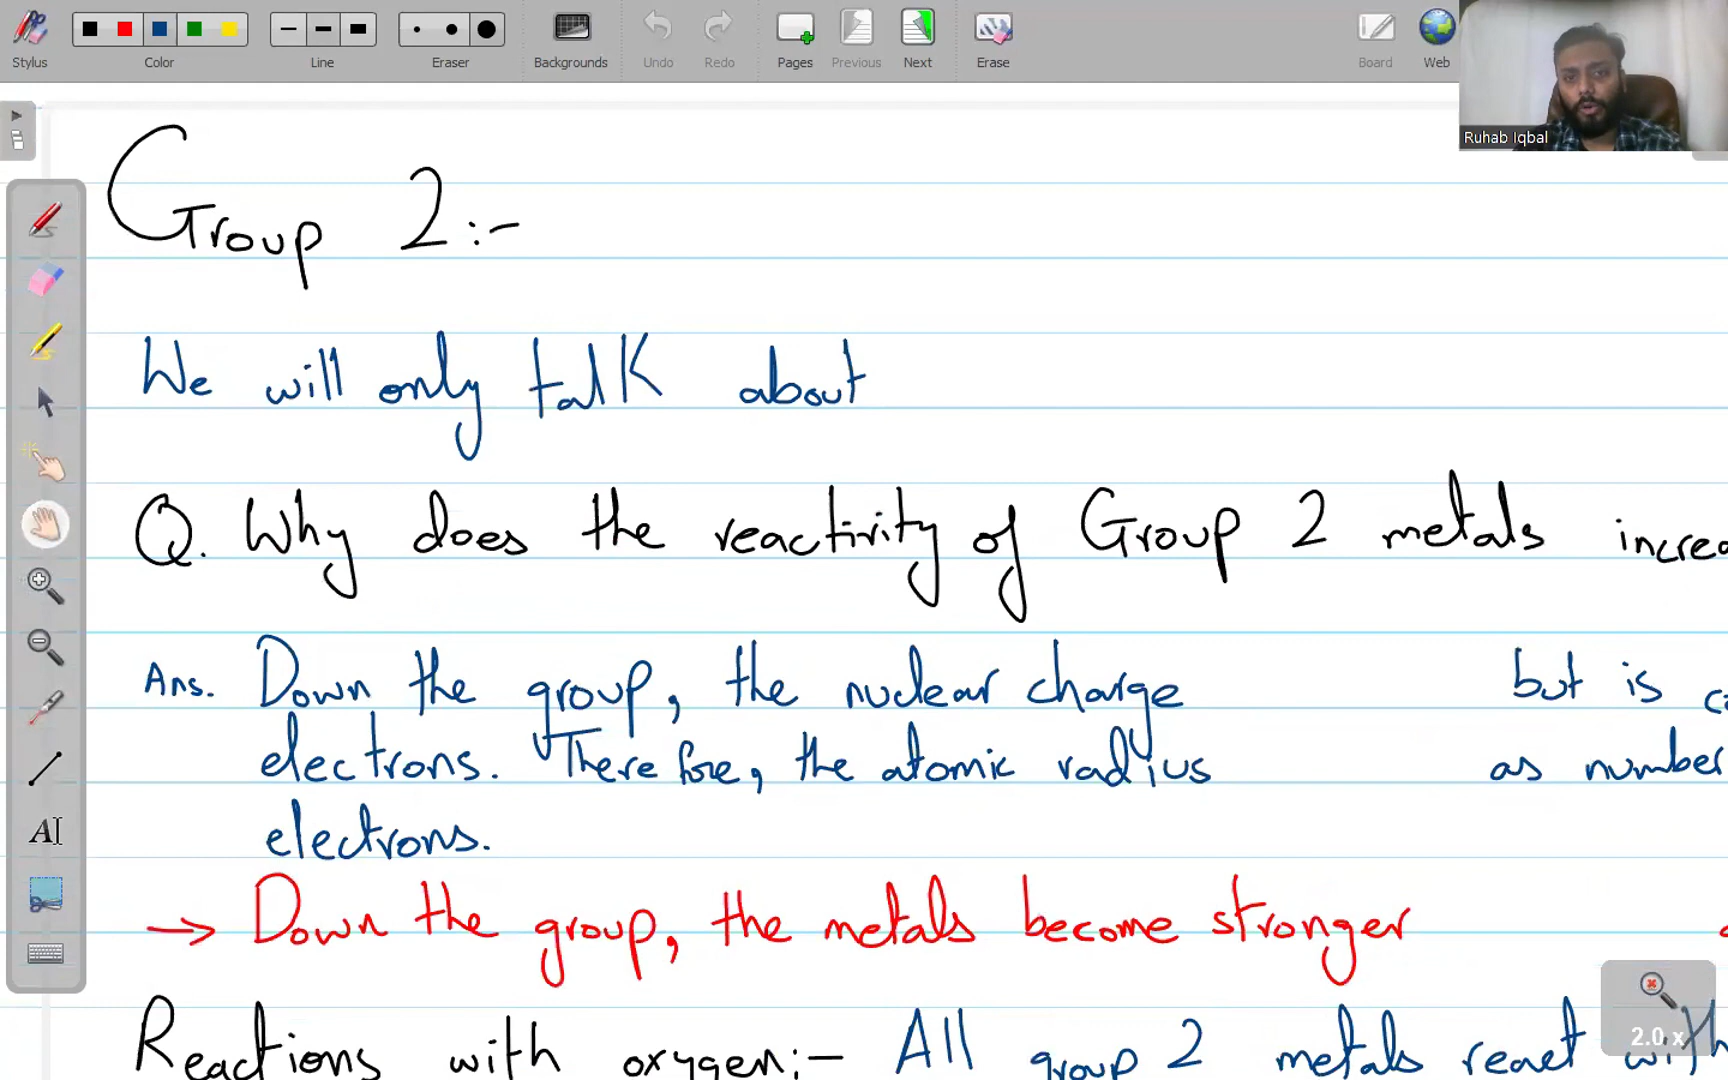 Stylus Color Line Eraser Backgrounds Undo Redo Pages Previous Next Erase Board Web
Ruhab Iqbal
Group 2:-
We will only talk about
Q. Why does the reactivity of Group 2 metals increa
Ans. Down the group, the nuclear charge but is co
electrons. Therefore, the atomic radius as number
electrons.
→ Down the group, the metals become stronger
Reactions with oxygen:- All group 2 metals react with
2.0 x